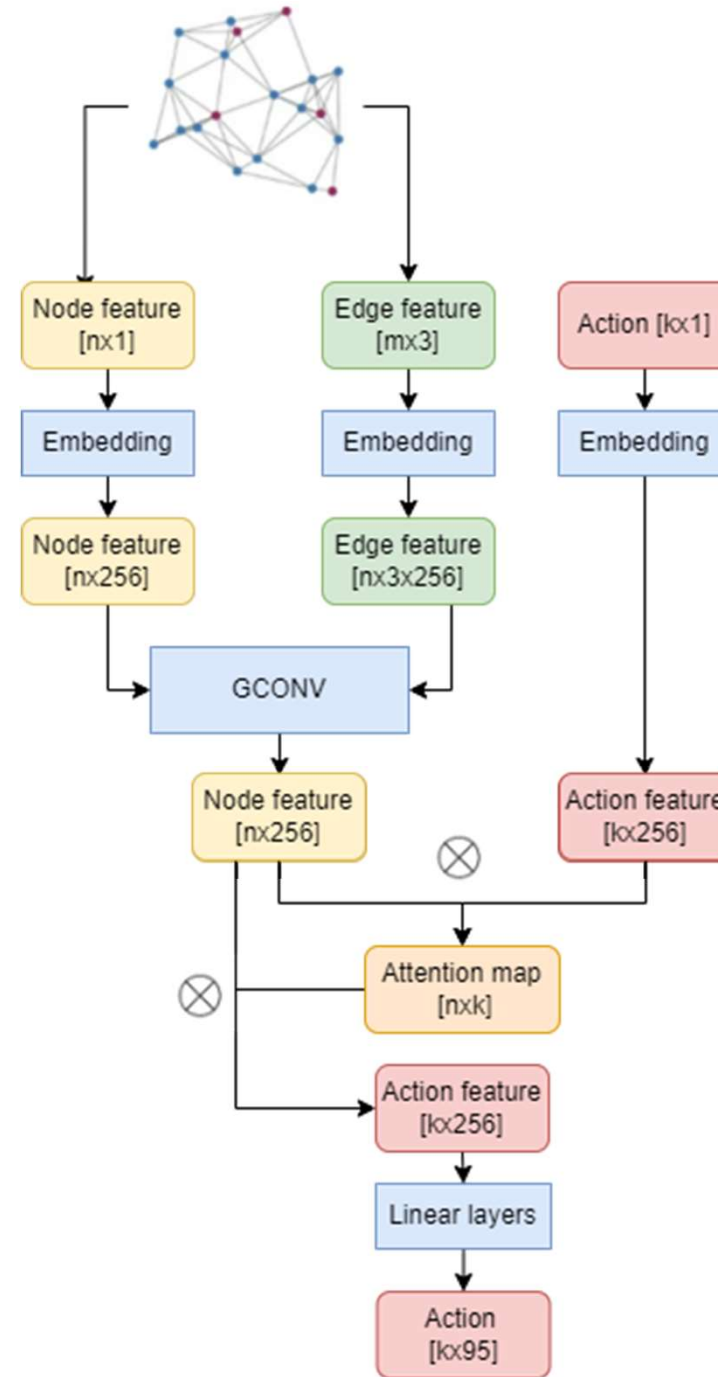 Node feature
[nx1]
Edge feature
[mx3]
Action [kx1]
Embedding
Embedding
Embedding
Node feature
[nx256]
Edge feature
[nx3x256]
GCONV
Node feature
[nx256]
Action feature
[kx256]
Attention map
[nxk]
Action feature
[kx256]
Linear layers
Action
[kx95]